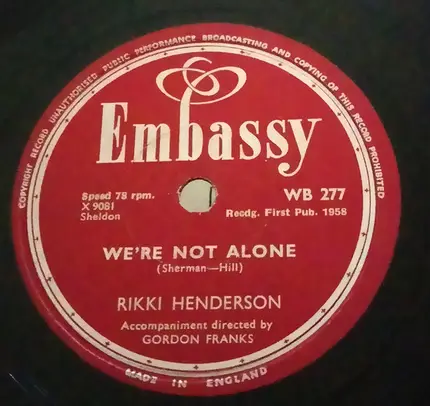 COPYRIGHT RECORD UNAUTHORISED PUBLIC PERFORMANCE BROADCASTING AND COPYING OF THIS RECORD PROHIBITED
Embassy
Speed 78 rpm.
X 9081
Sheldon
WB 277
Recdg. First Pub. 1958
WE'RE NOT ALONE
(Sherman—Hill)
RIKKI HENDERSON
Accompaniment directed by
GORDON FRANKS
MADE IN ENGLAND